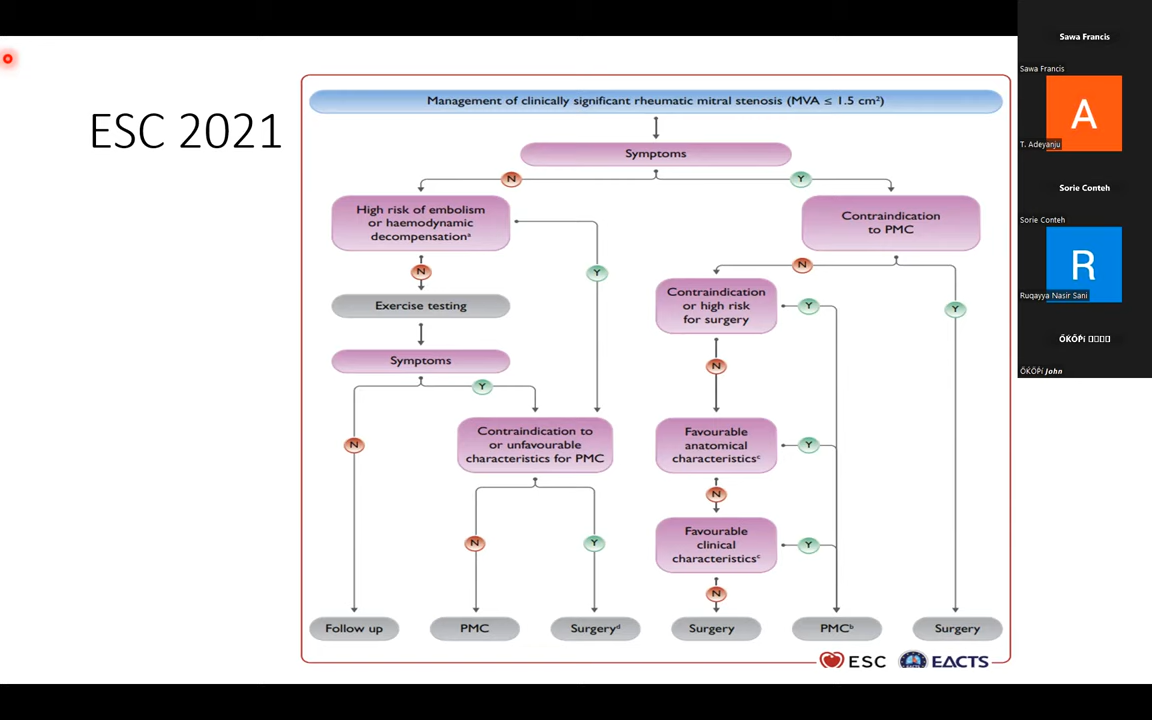 ESC 2021
Management of clinically significant rheumatic mitral stenosis (MVA ≤ 1.5 cm²)
Symptoms
N
Y
High risk of embolism
or haemodynamic
decompensationᵃ
Contraindication
to PMC
N
Y
N
Y
Exercise testing
Contraindication
or high risk
for surgery
Y
Symptoms
N
Y
N
Contraindication to
or unfavourable
characteristics for PMC
Favourable
anatomical
characteristicsᶜ
Y
N
N
Y
Favourable
clinical
characteristicsᶜ
Y
N
Follow up
PMC
Surgeryᵈ
Surgery
PMCᵇ
Surgery
ESC
EACTS
Sawa Francis
Sawa Francis
A
T. Adeyanju
Sorie Conteh
Sorie Conteh
R
Ruqayya Nasir Sani
John